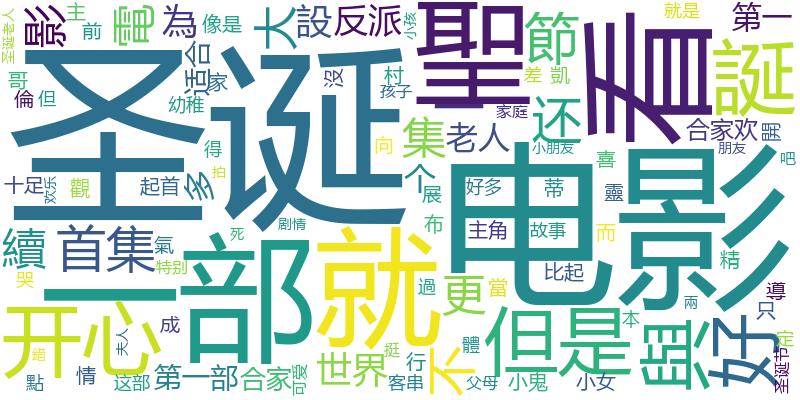 圣诞老人
主
前
影
電
為
像是
大
設
反派
小孩
聖
節
看
就是
第一
誕
哥
倫
但
适合
家
沒
村
幼稚
孩子
差
凱
家庭
还
合家欢
開
圣诞
集
老人
向
个
小朋友
喜
朋友
吧
十足
欢乐
觀
起首
多
得
拍
展
好多
蒂
靈
布
主角
故事
而
精
電影
續
首集
氣
特别
哭
一部
死
剧情
就
過
更
當
比起
只
導
开心
成
但是
與
好
本
兩
定
錯
夫人
點
情
这部
第一部
合家
可爱
世界
挺
行
客串
不
體
父母
小鬼
小女
圣诞节